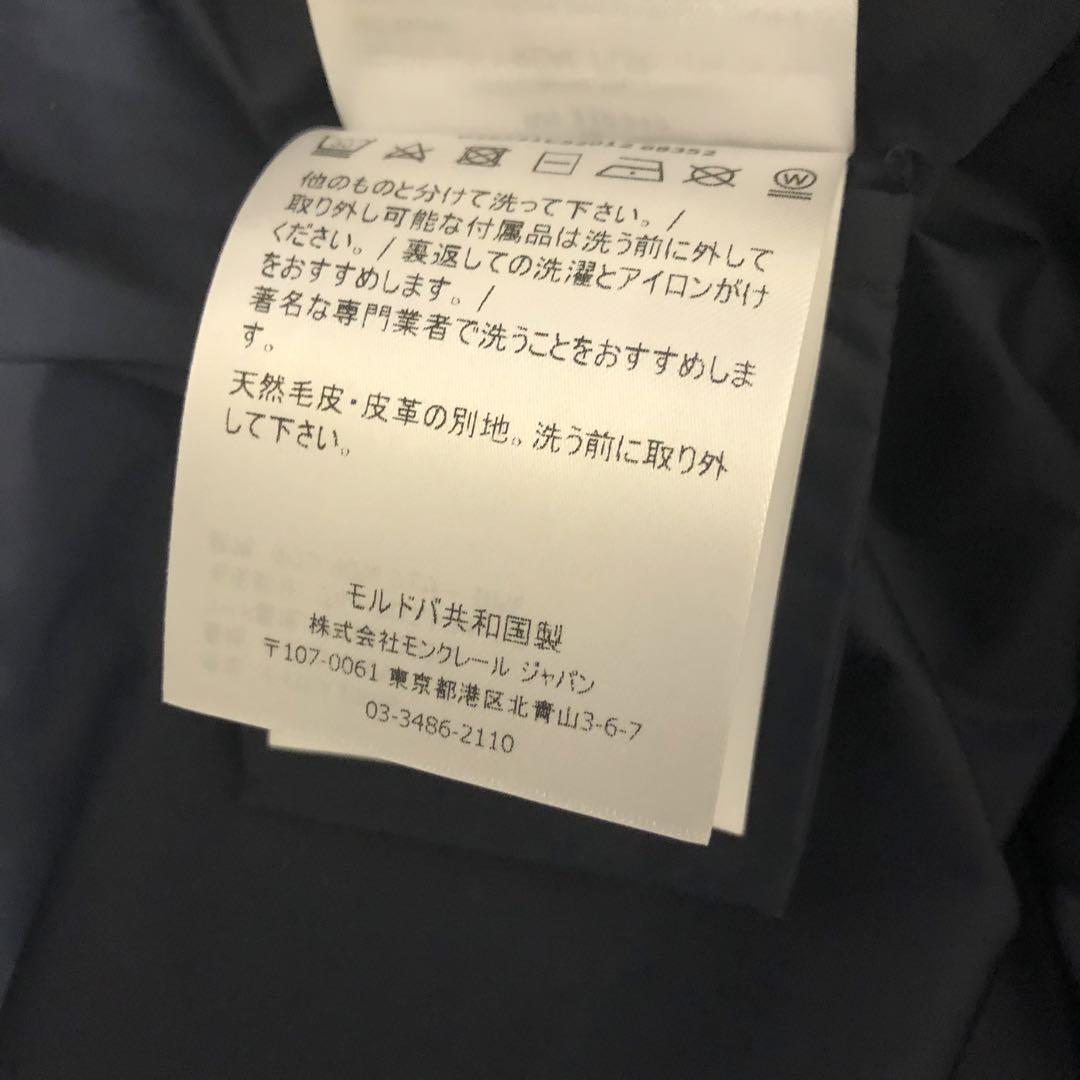 W
他のものと分けて洗って下さい。/
取り外し可能な付属品は洗う前に外して
ください。/ 裏返しての洗濯とアイロンがけ
をおすすめします。/
著名な専門業者で洗うことをおすすめしま
す。
天然毛皮・皮革の別地。洗う前に取り外
して下さい。
モルドバ共和国製
株式会社モンクレール ジャパン
〒107-0061 東京都港区北青山3-6-7
03-3486-2110